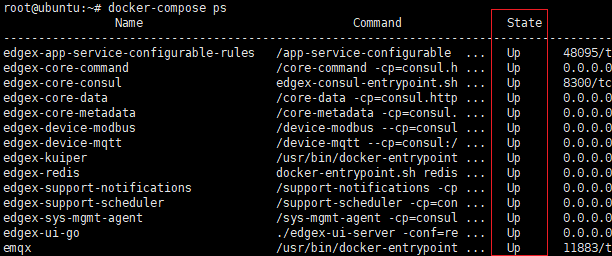 root@ubuntu:~# docker-compose ps
Name Command State
--------------------------------------------------------------------------------
edgex-app-service-configurable-rules /app-service-configurable ... Up 48095/tc
edgex-core-command /core-command -cp=consul.h ... Up 0.0.0.0
edgex-core-consul edgex-consul-entrypoint.sh ... Up 8300/tc
edgex-core-data /core-data -cp=consul.http ... Up 0.0.0.0
edgex-core-metadata /core-metadata -cp=consul. ... Up 0.0.0.0
edgex-device-modbus /device-modbus --cp=consul ... Up 0.0.0.0
edgex-device-mqtt /device-mqtt --cp=consul:/ ... Up 0.0.0.0
edgex-kuiper /usr/bin/docker-entrypoint ... Up 0.0.0.0
edgex-redis docker-entrypoint.sh redis ... Up 0.0.0.0
edgex-support-notifications /support-notifications -cp ... Up 0.0.0.0
edgex-support-scheduler /support-scheduler -cp=con ... Up 0.0.0.0
edgex-sys-mgmt-agent /sys-mgmt-agent -cp=consul ... Up 0.0.0.0
edgex-ui-go ./edgex-ui-server -conf=re ... Up 0.0.0.0
emqx /usr/bin/docker-entrypoint ... Up 11883/t